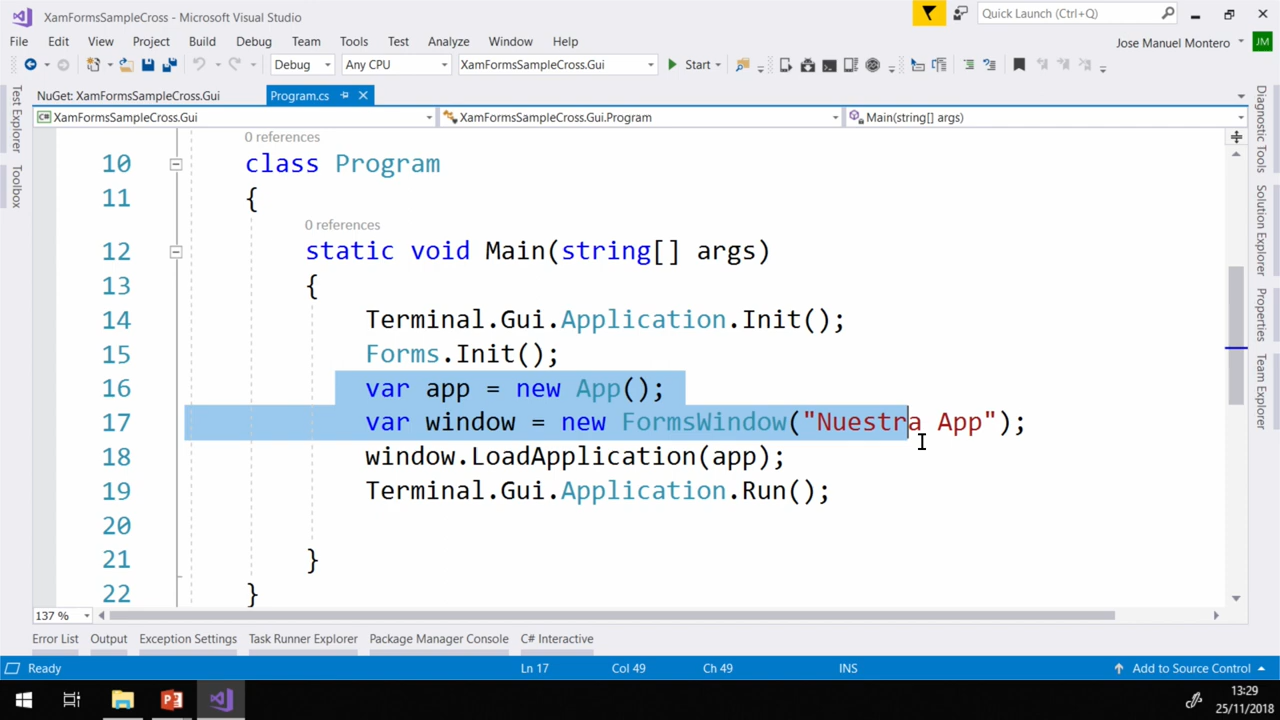 XamFormsSampleCross - Microsoft Visual Studio
Quick Launch (Ctrl+Q)
File Edit View Project Build Debug Team Tools Test Analyze Window Help
Jose Manuel Montero JM
Debug Any CPU XamFormsSampleCross.Gui Start
NuGet: XamFormsSampleCross.Gui Program.cs
XamFormsSampleCross.Gui XamFormsSampleCross.Gui.Program Main(string[] args)
Test Explorer
Toolbox
0 references
10 class Program
11 {
0 references
12 static void Main(string[] args)
13 {
14 Terminal.Gui.Application.Init();
15 Forms.Init();
16 var app = new App();
17 var window = new FormsWindow("Nuestra App");
18 window.LoadApplication(app);
19 Terminal.Gui.Application.Run();
20
21 }
22 }
Diagnostic Tools
Solution Explorer
Properties
Team Explorer
137 %
Error List Output Exception Settings Task Runner Explorer Package Manager Console C# Interactive
Ready Ln 17 Col 49 Ch 49 INS Add to Source Control
13:29
25/11/2018